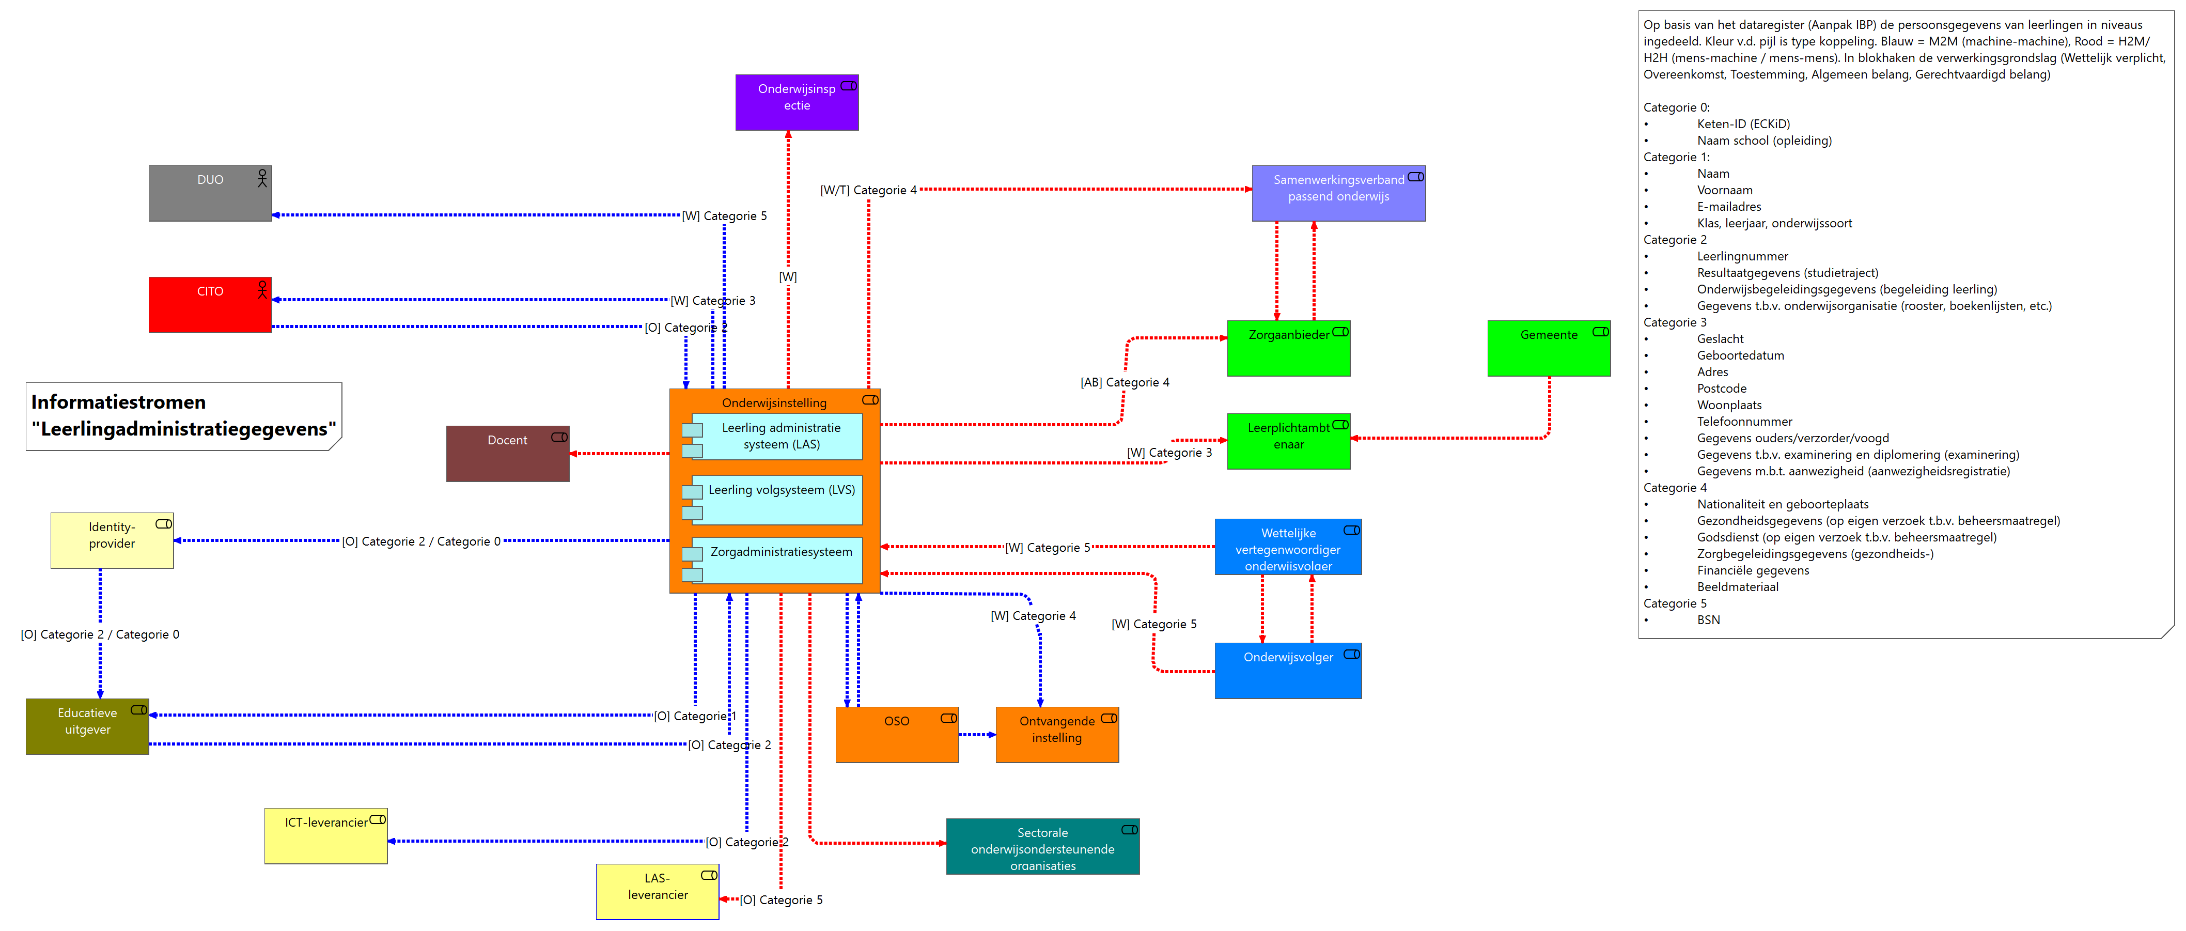 Op basis van het dataregister (Aanpak IBP) de persoonsgegevens van leerlingen in niveaus
ingedeeld. Kleur v.d. pijl is type koppeling. Blauw = M2M (machine-machine), Rood = H2M/
H2H (mens-machine / mens-mens). In blokhaken de verwerkingsgrondslag (Wettelijk verplicht,
Overeenkomst, Toestemming, Algemeen belang, Gerechtvaardigd belang)
Categorie 0:
• Keten-ID (ECKiD)
• Naam school (opleiding)
Categorie 1:
• Naam
• Voornaam
• E-mailadres
• Klas, leerjaar, onderwijssoort
Categorie 2
• Leerlingnummer
• Resultaatgegevens (studietraject)
• Onderwijsbegeleidingsgegevens (begeleiding leerling)
• Gegevens t.b.v. onderwijsorganisatie (rooster, boekenlijsten, etc.)
Categorie 3
• Geslacht
• Geboortedatum
• Adres
• Postcode
• Woonplaats
• Telefoonnummer
• Gegevens ouders/verzorder/voogd
• Gegevens t.b.v. examinering en diplomering (examinering)
• Gegevens m.b.t. aanwezigheid (aanwezigheidsregistratie)
Categorie 4
• Nationaliteit en geboorteplaats
• Gezondheidsgegevens (op eigen verzoek t.b.v. beheersmaatregel)
• Godsdienst (op eigen verzoek t.b.v. beheersmaatregel)
• Zorgbegeleidingsgegevens (gezondheids-)
• Financiële gegevens
• Beeldmateriaal
Categorie 5
• BSN
Onderwijsinsp
ectie
DUO
[W/T] Categorie 4
Samenwerkingsverband
passend onderwijs
[W] Categorie 5
[W]
CITO
[W] Categorie 3
[O] Categorie 2
Zorgaanbieder
Gemeente
[AB] Categorie 4
Informatiestromen
"Leerlingadministratiegegevens"
Onderwijsinstelling
Leerling administratie
systeem (LAS)
Leerling volgsysteem (LVS)
Zorgadministratiesysteem
Docent
Leerplichtambt
enaar
[W] Categorie 3
Identity-
provider
[O] Categorie 2 / Categorie 0
[W] Categorie 5
Wettelijke
vertegenwoordiger
onderwijsvolger
[W] Categorie 4
[W] Categorie 5
[O] Categorie 2 / Categorie 0
Onderwijsvolger
Educatieve
uitgever
[O] Categorie 1
[O] Categorie 2
OSO
Ontvangende
instelling
ICT-leverancier
[O] Categorie 2
Sectorale
onderwijsondersteunende
organisaties
LAS-
leverancier
[O] Categorie 5